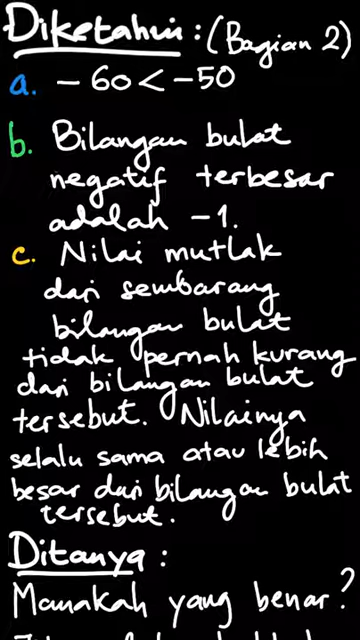 Diketahui : (Bagian 2)
a. – 60 < – 50
b. Bilangan bulat
negatif terbesar
adalah – 1.
c. Nilai mutlak
dari sembarang
bilangan bulat
tidak pernah kurang
dari bilangan bulat
tersebut. Nilainya
selalu sama atau lebih
besar dari bilangan bulat
tersebut.
Ditanya :
Manakah yang benar?